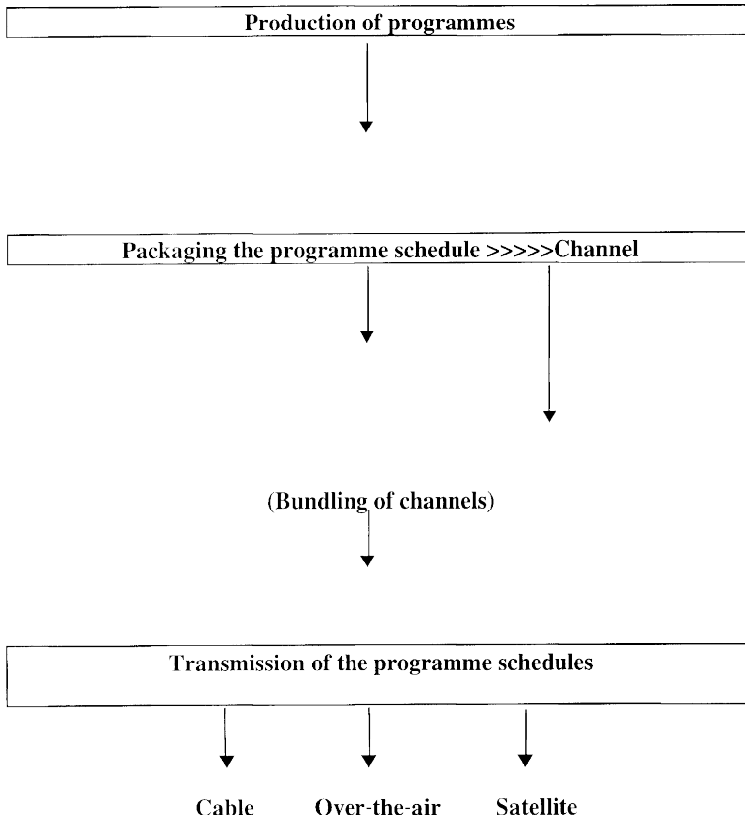 Production of programmes
Packaging the programme schedule >>>>>Channel
(Bundling of channels)
Transmission of the programme schedules
Cable Over-the-air Satellite